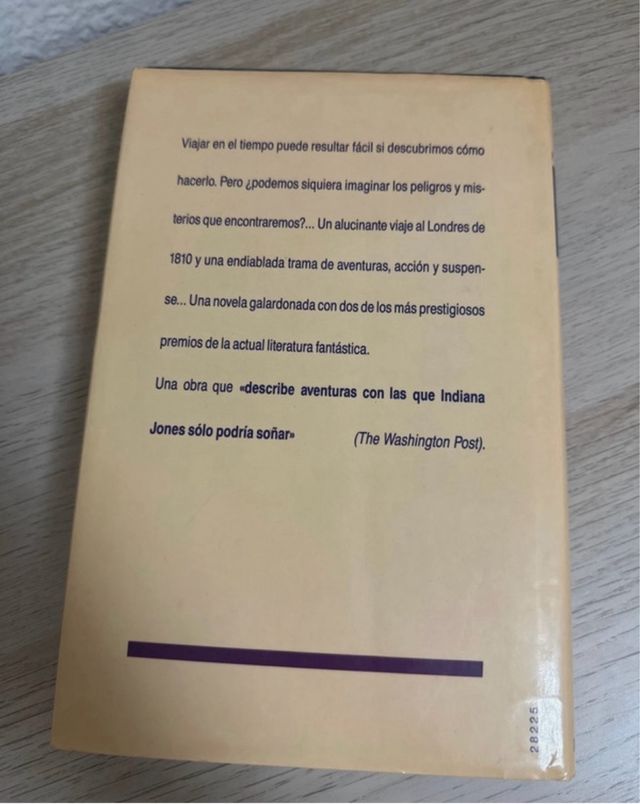 Viajar en el tiempo puede resultar fácil si descubrimos cómo
hacerlo. Pero ¿podemos siquiera imaginar los peligros y mis-
terios que encontraremos?... Un alucinante viaje al Londres de
1810 y una endiablada trama de aventuras, acción y suspen-
se... Una novela galardonada con dos de los más prestigiosos
premios de la actual literatura fantástica.
Una obra que «describe aventuras con las que Indiana
Jones sólo podría soñar» (The Washington Post).
28225